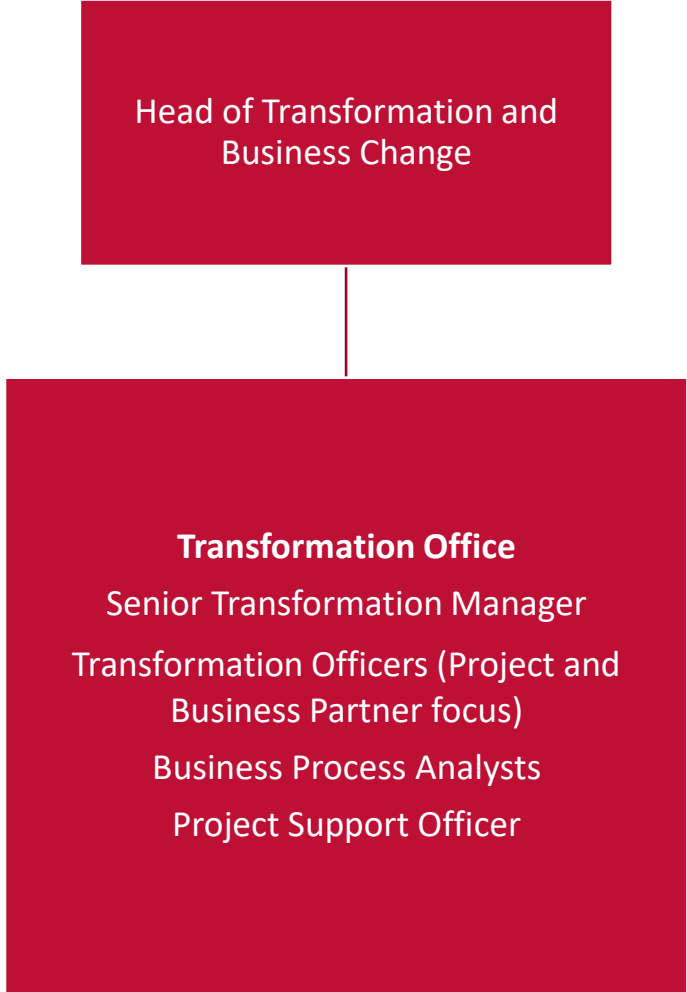 Head of Transformation and
Business Change
Transformation Office
Senior Transformation Manager
Transformation Officers (Project and
Business Partner focus)
Business Process Analysts
Project Support Officer